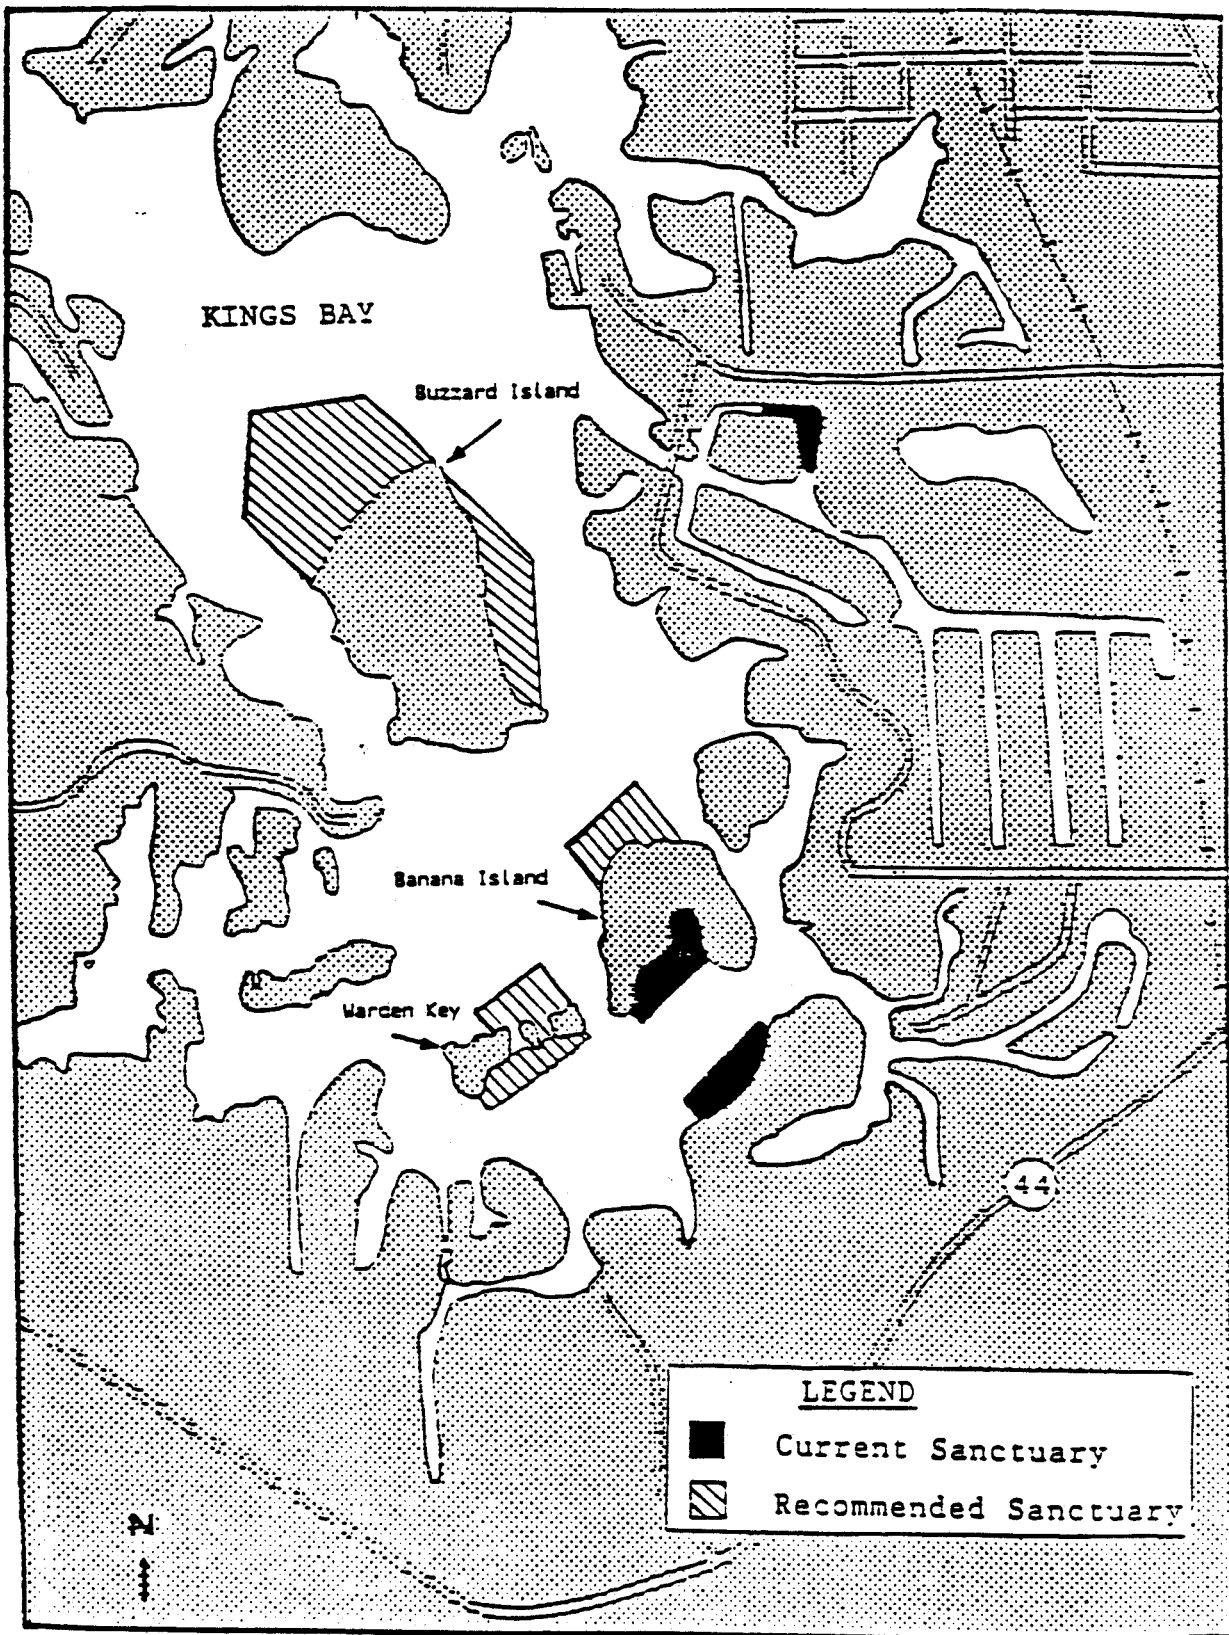 KINGS BAY
Buzzard Island
Banana Island
Warden Key
44
LEGEND
Current Sanctuary
Recommended Sanctuary
N